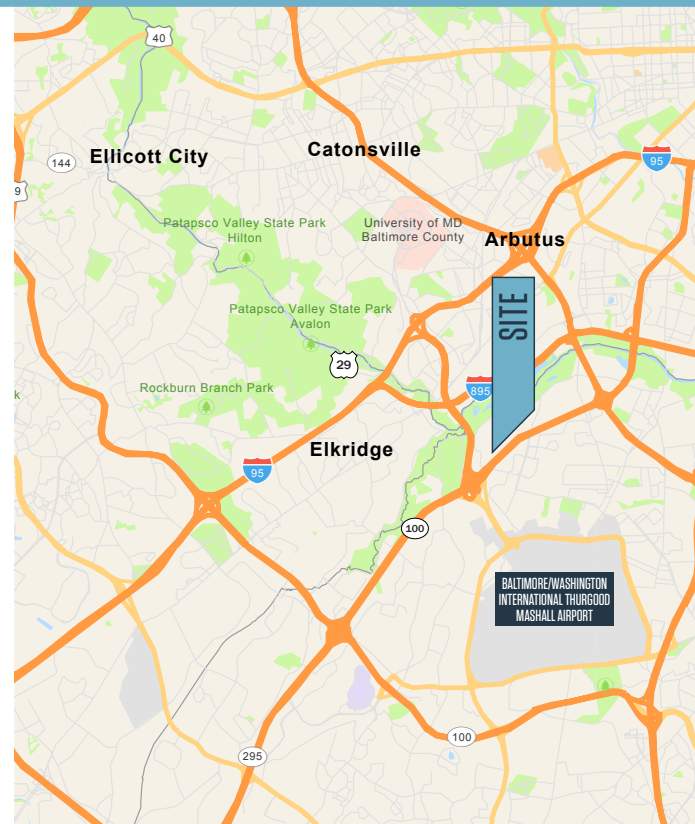 40
Catonsville
Ellicott City
144
95
9
Patapsco Valley State Park
Hilton
University of MD
Baltimore County
Arbutus
SITE
Patapsco Valley State Park
Avalon
29
Rockburn Branch Park
k
895
Elkridge
95
100
BALTIMORE/WASHINGTON
INTERNATIONAL THURGOOD
MASHALL AIRPORT
100
295